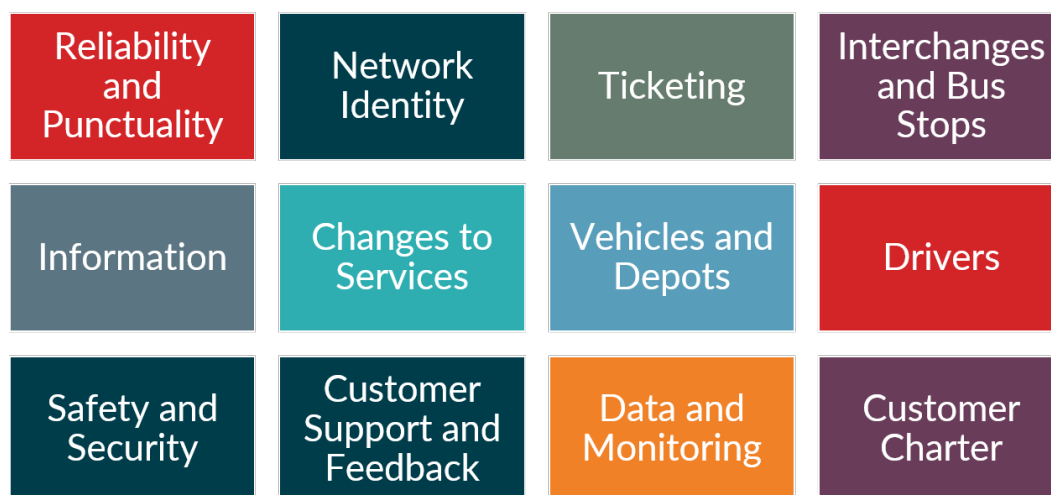 Reliability
and
Punctuality
Network
Identity
Ticketing
Interchanges
and Bus
Stops
Information
Changes to
Services
Vehicles and
Depots
Drivers
Safety and
Security
Customer
Support and
Feedback
Data and
Monitoring
Customer
Charter